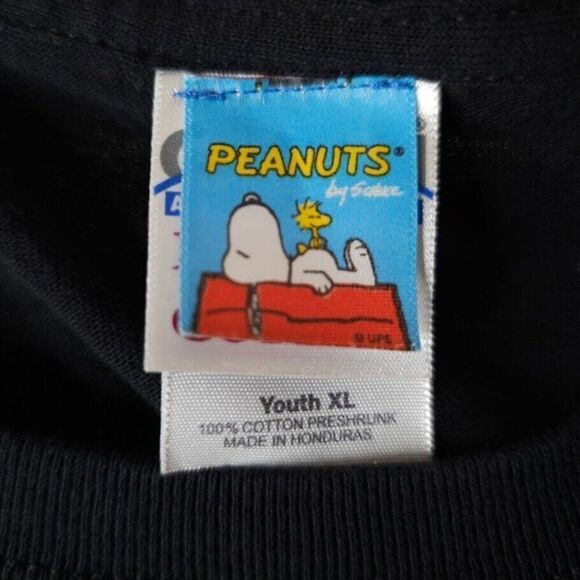 PEANUTS®
by SCHULZ
© UFS
Youth XL
100% COTTON PRESHRUNK
MADE IN HONDURAS